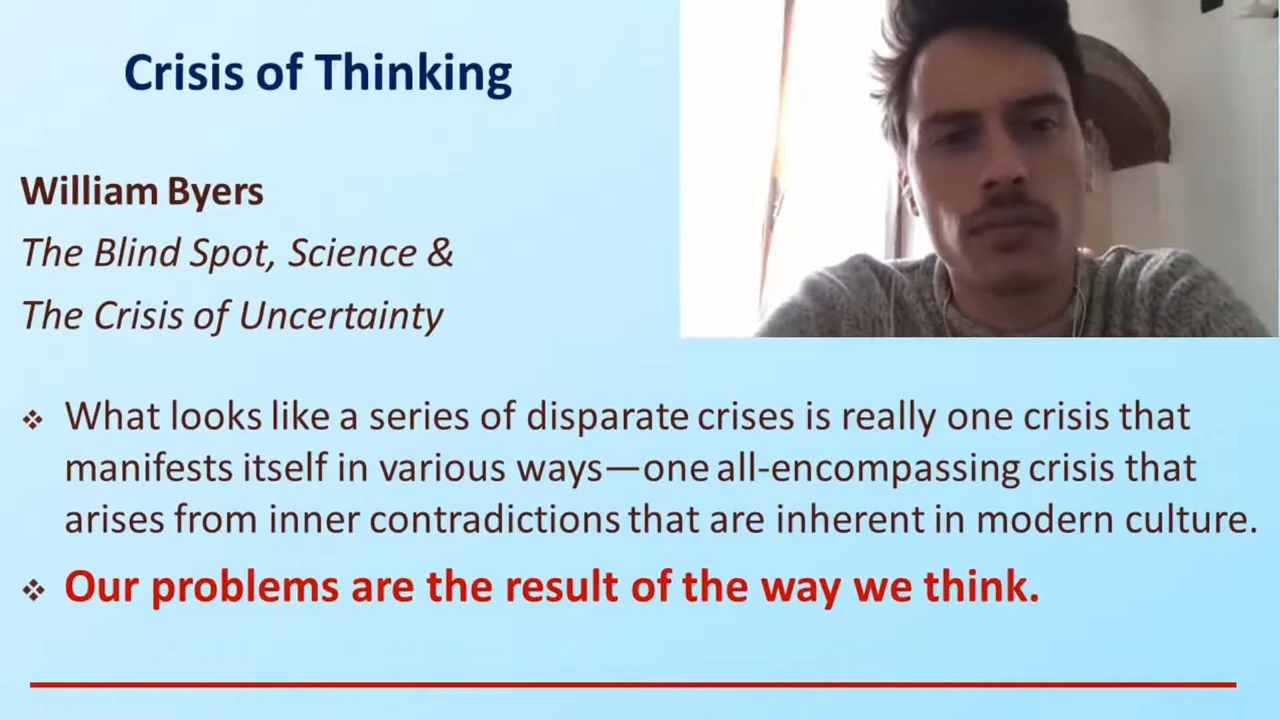 Crisis of Thinking
William Byers
The Blind Spot, Science &
The Crisis of Uncertainty
❖ What looks like a series of disparate crises is really one crisis that
manifests itself in various ways—one all-encompassing crisis that
arises from inner contradictions that are inherent in modern culture.
❖ Our problems are the result of the way we think.